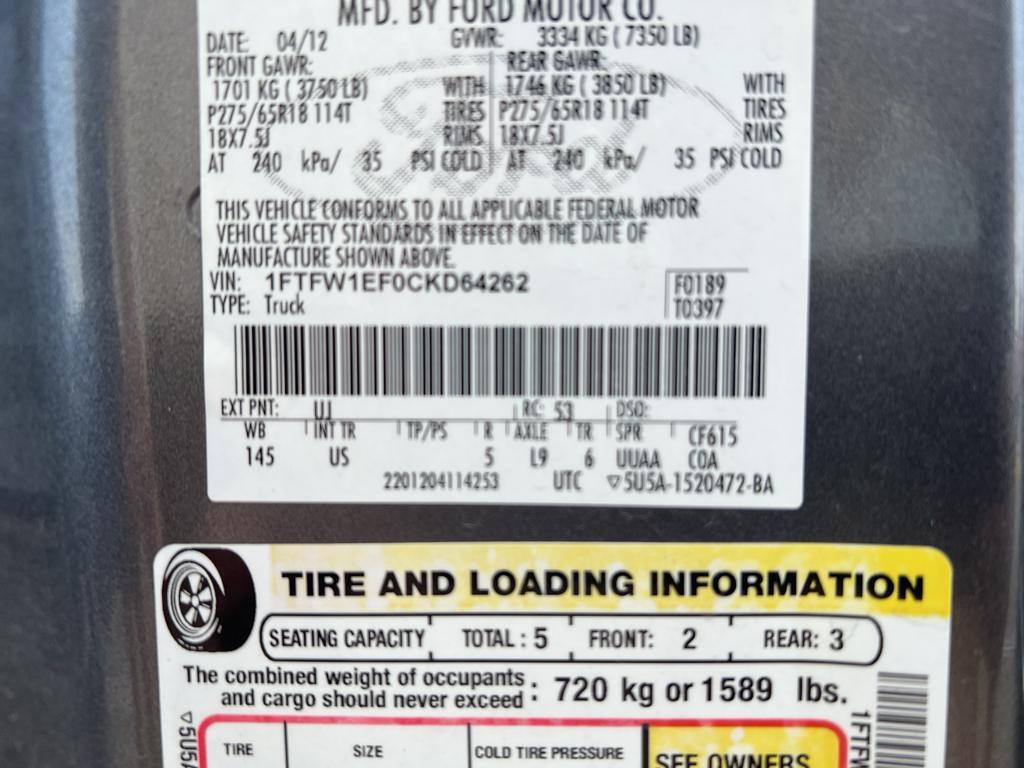 MFD. BY FORD MOTOR CO.
DATE: 04/12 GVWR: 3334 KG ( 7350 LB)
FRONT GAWR: REAR GAWR:
1701 KG ( 3750 LB) WITH 1746 KG ( 3850 LB) WITH
P275/65R18 114T TIRES P275/65R18 114T TIRES
18X7.5J RIMS 18X7.5J RIMS
AT 240 kPa/ 35 PSI COLD AT 240 kPa/ 35 PSI COLD
THIS VEHICLE CONFORMS TO ALL APPLICABLE FEDERAL MOTOR
VEHICLE SAFETY STANDARDS IN EFFECT ON THE DATE OF
MANUFACTURE SHOWN ABOVE.
VIN: 1FTFW1EF0CKD64262 F0189
TYPE: Truck T0397
EXT PNT: UJ RC: 53 DSO:
WB INT TR TP/PS R AXLE TR SPR CF615
145 US 5 L9 6 UUAA COA
2201204114253 UTC ▽5U5A-1520472-BA
TIRE AND LOADING INFORMATION
SEATING CAPACITY TOTAL : 5 FRONT: 2 REAR: 3
The combined weight of occupants
and cargo should never exceed : 720 kg or 1589 lbs.
TIRE SIZE COLD TIRE PRESSURE SEE OWNERS
▽5U5A
1FTFW